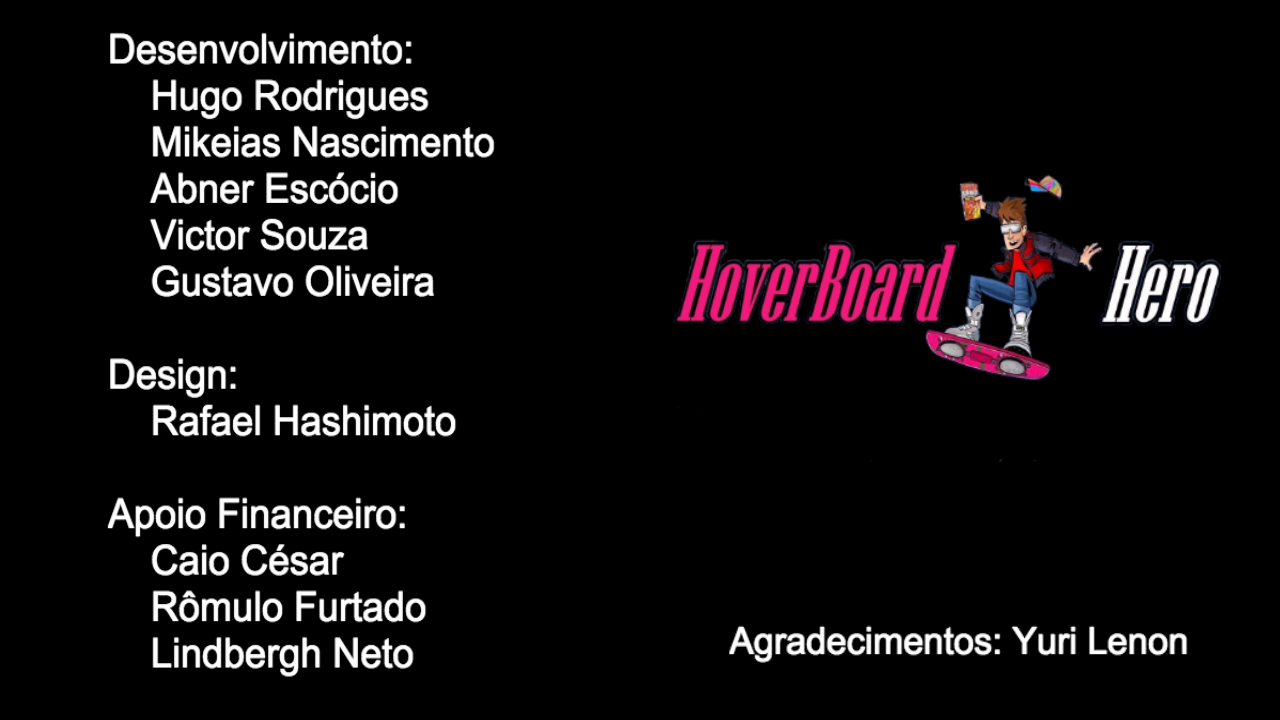 Desenvolvimento:
Hugo Rodrigues
Mikeias Nascimento
Abner Escócio
Victor Souza
Gustavo Oliveira
Design:
Rafael Hashimoto
Apoio Financeiro:
Caio César
Rômulo Furtado
Lindbergh Neto
HoverBoard Hero
Agradecimentos: Yuri Lenon